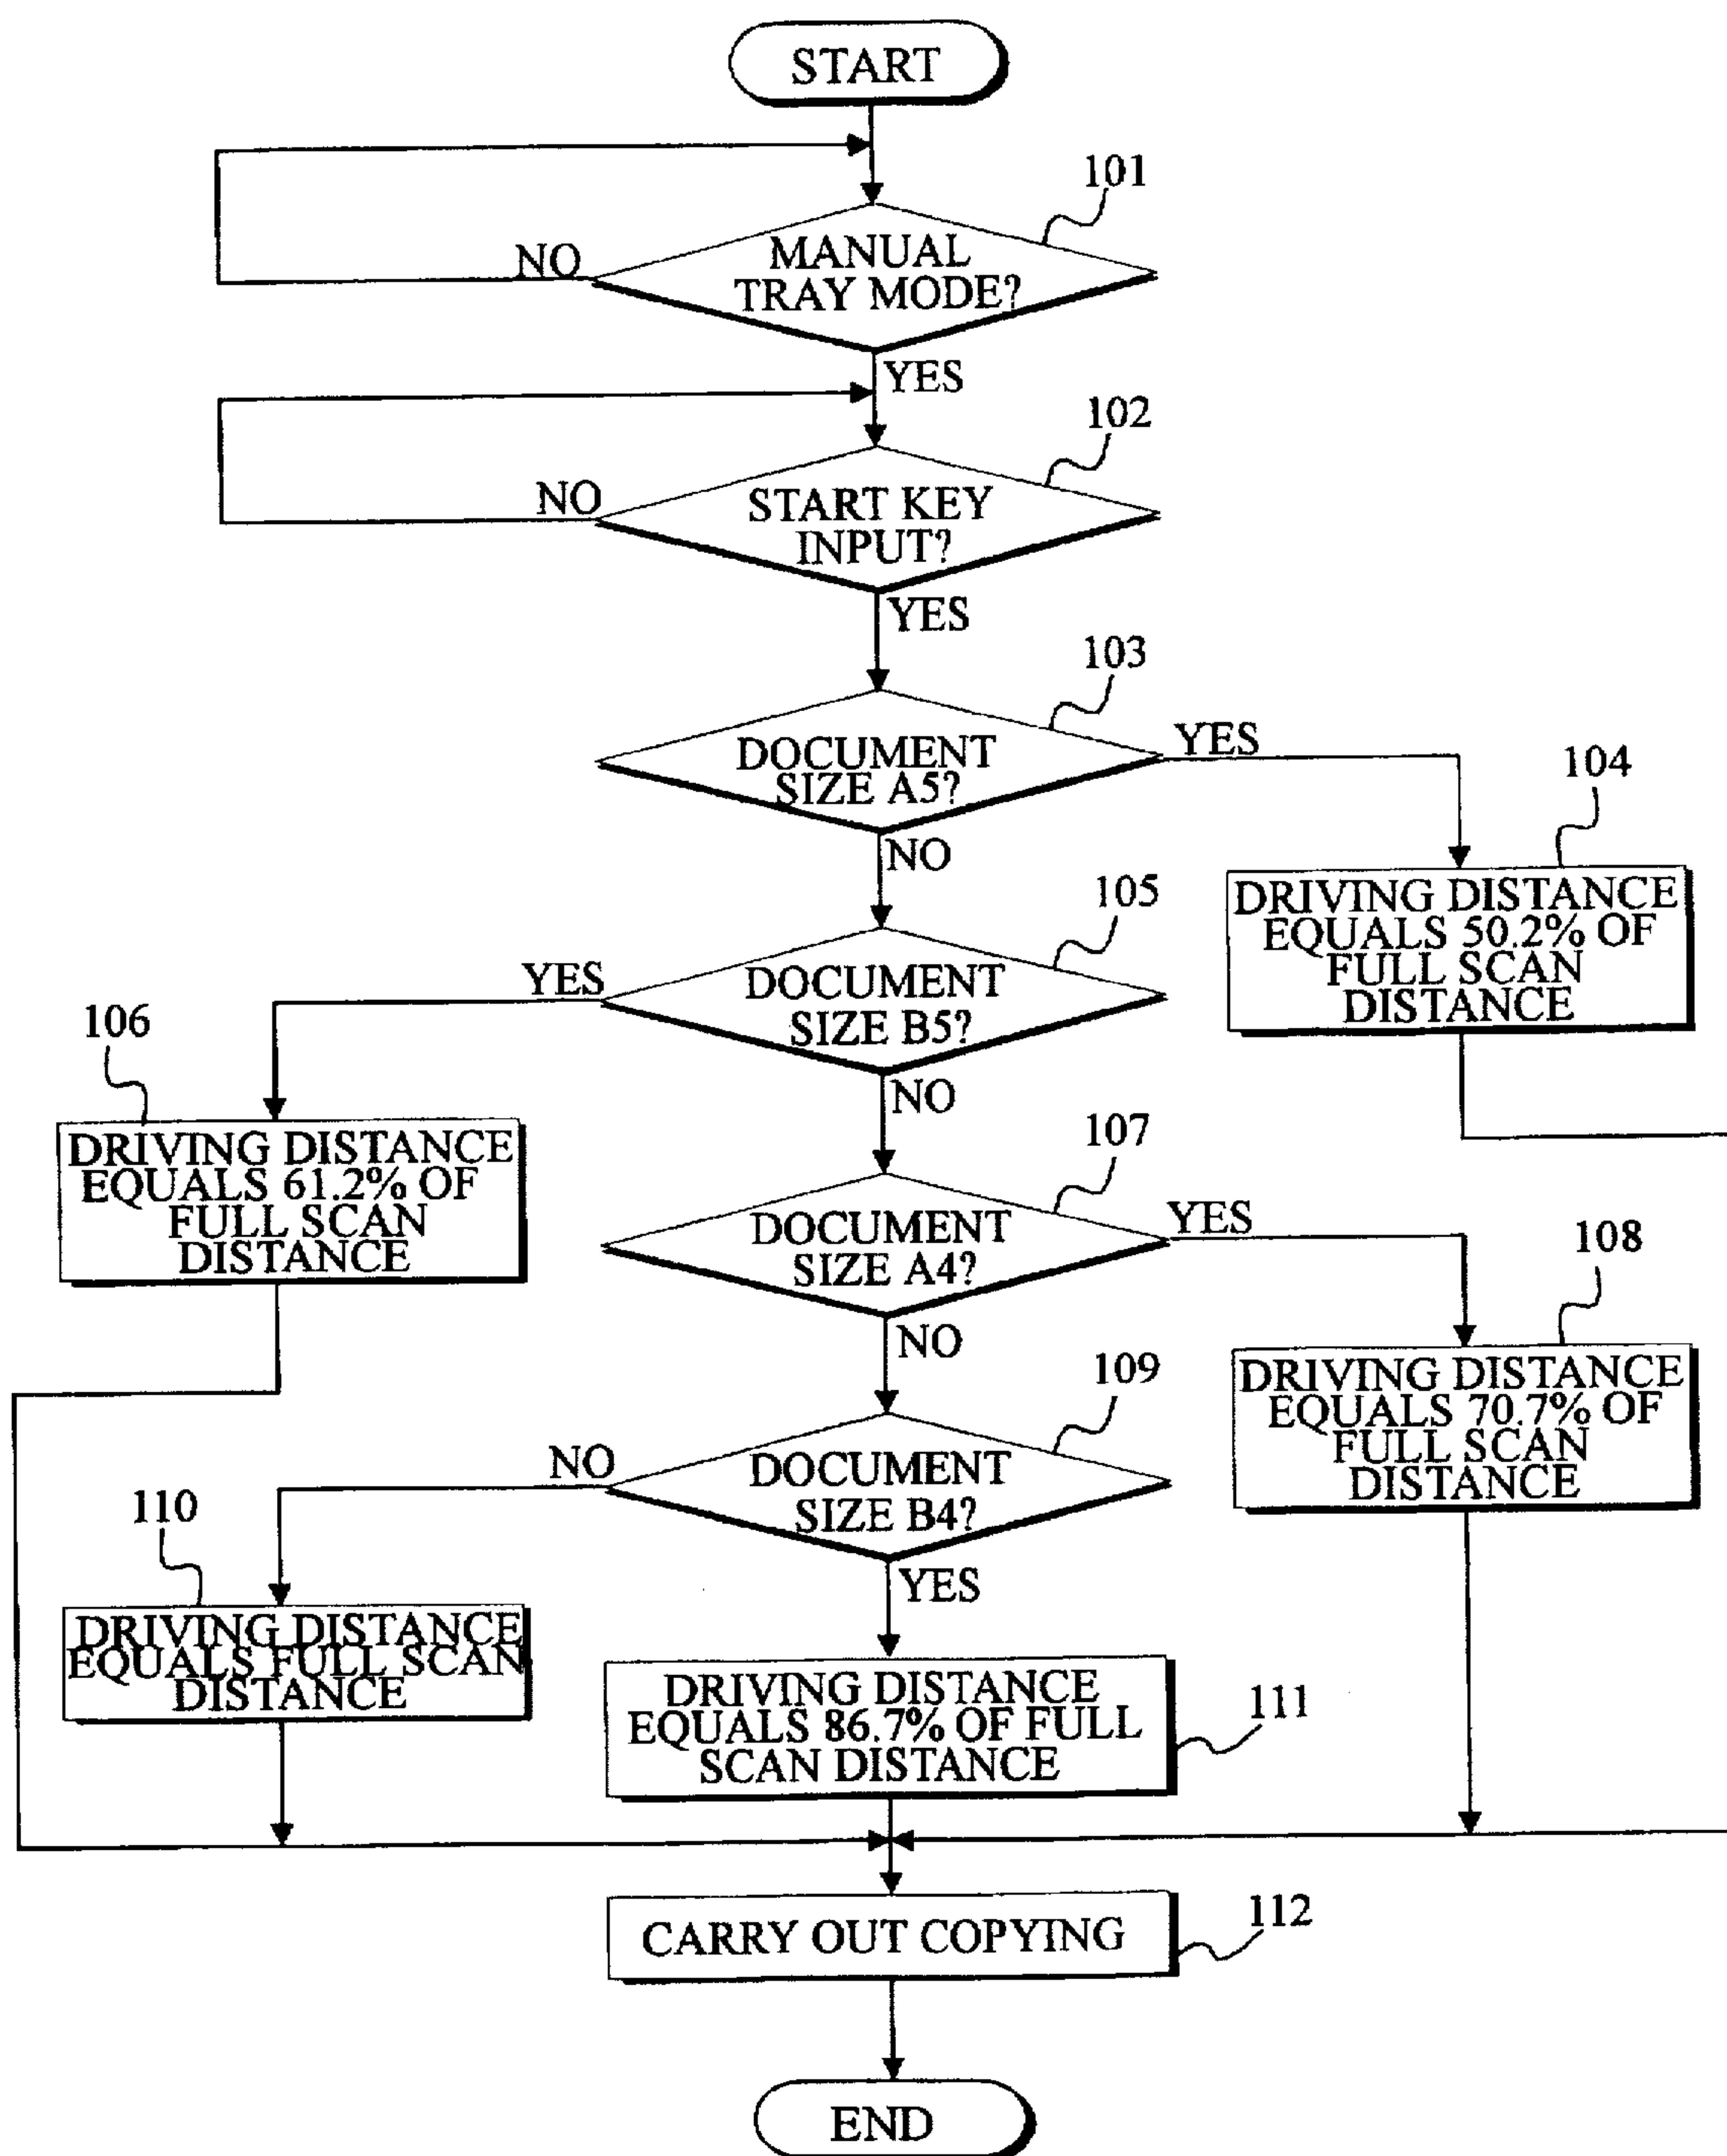 START
101
MANUAL
TRAY MODE?
NO
YES
102
START KEY
INPUT?
NO
YES
103
DOCUMENT
SIZE A5?
YES
NO
104
DRIVING DISTANCE
EQUALS 50.2% OF
FULL SCAN
DISTANCE
105
DOCUMENT
SIZE B5?
YES
NO
106
DRIVING DISTANCE
EQUALS 61.2% OF
FULL SCAN
DISTANCE
107
DOCUMENT
SIZE A4?
YES
NO
108
DRIVING DISTANCE
EQUALS 70.7% OF
FULL SCAN
DISTANCE
109
DOCUMENT
SIZE B4?
NO
YES
110
DRIVING DISTANCE
EQUALS FULL SCAN
DISTANCE
111
DRIVING DISTANCE
EQUALS 86.7% OF FULL
SCAN DISTANCE
112
CARRY OUT COPYING
END